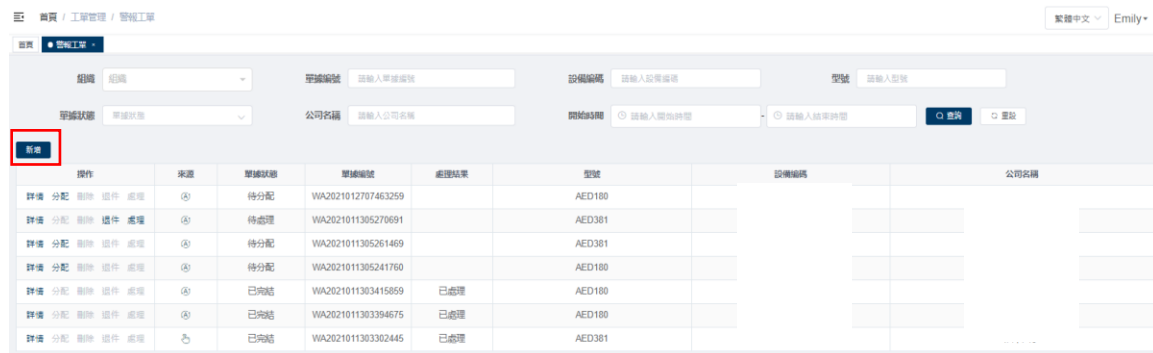 首頁 / 工單管理 / 警報工單
繁體中文 Emily
首頁 警報工單 ×
組織 組織 單據編號 請輸入單據編號 設備編碼 請輸入設備編碼 型號 請輸入型號
單據狀態 單據狀態 公司名稱 請輸入公司名稱 開始時間 請輸入開始時間 - 請輸入結束時間 查詢 重設
新增
操作 來源 單據狀態 單據編號 處理結果 型號 設備編碼 公司名稱
詳情 分配 刪除 退件 處理 A 待分配 WA2021012707463259 AED180
詳情 分配 刪除 退件 處理 A 待處理 WA2021011305270691 AED381
詳情 分配 刪除 退件 處理 A 待分配 WA2021011305261469 AED381
詳情 分配 刪除 退件 處理 A 待分配 WA2021011305241760 AED180
詳情 分配 刪除 退件 處理 A 已完結 WA2021011303415859 已處理 AED180
詳情 分配 刪除 退件 處理 A 已完結 WA2021011303394675 已處理 AED180
詳情 分配 刪除 退件 處理 已完結 WA2021011303302445 已處理 AED381